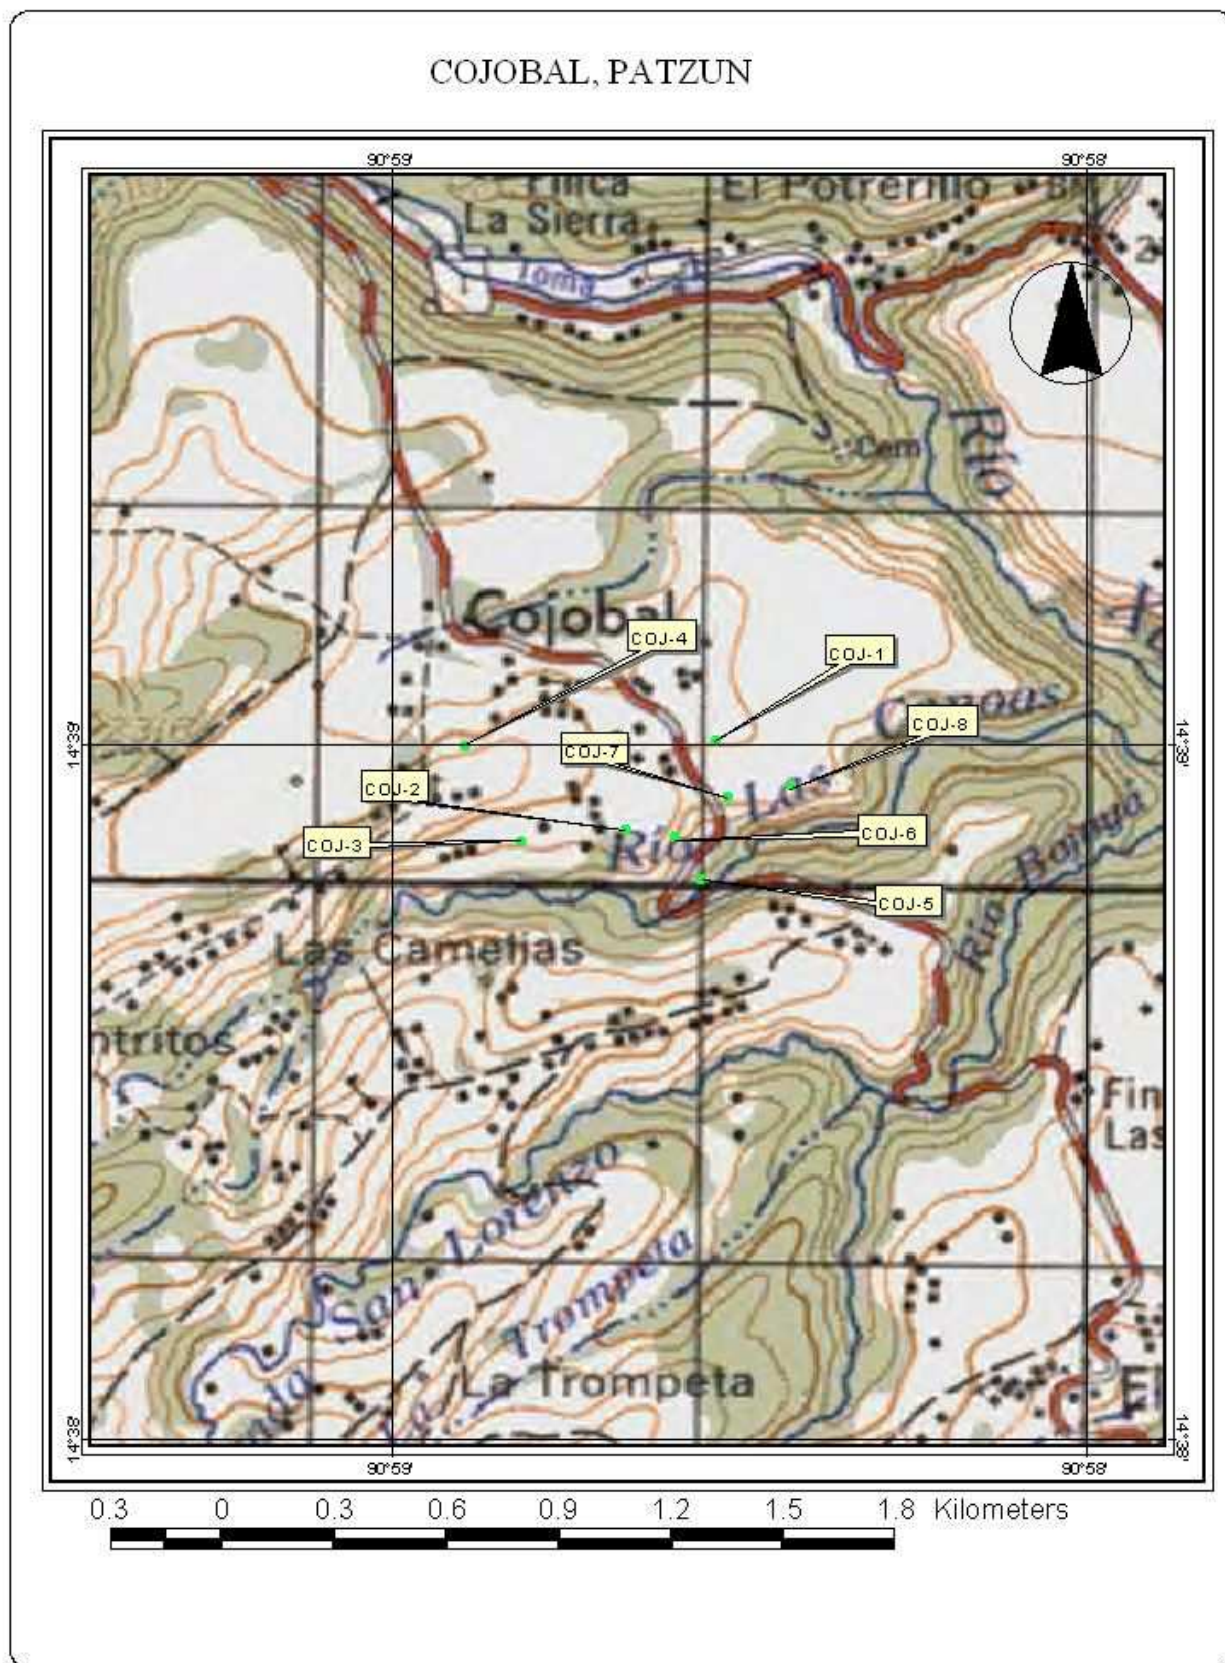 COJOBAL, PATZUN
90°59'
90°58'
Finca
La Sierra
El Potrerillo
Toma
Río
Cem
Cojobal
COJ-4
COJ-1
Canoas
COJ-8
14°39'
14°39'
COJ-7
Las
COJ-2
COJ-6
COJ-3
Río
COJ-5
Río
Las Camelias
ntritos
Fin
Las
San Lorenzo
Trompeta
La Trompeta
El
14°38'
14°38'
90°59'
90°58'
0.3 0 0.3 0.6 0.9 1.2 1.5 1.8 Kilometers